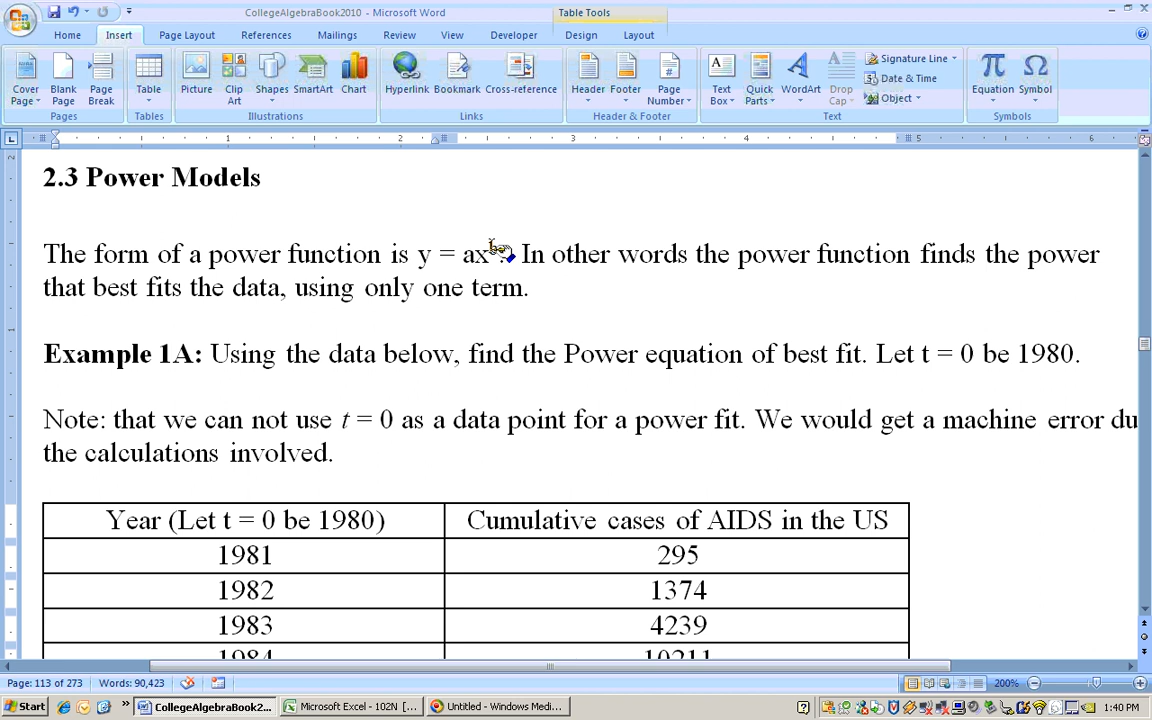 CollegeAlgebraBook2010 - Microsoft Word
Table Tools
Home Insert Page Layout References Mailings Review View Developer Design Layout
Cover Page Blank Page Page Break Table Picture Clip Art Shapes SmartArt Chart Hyperlink Bookmark Cross-reference Header Footer Page Number Text Box Quick Parts WordArt Drop Cap Signature Line Date & Time Object Equation Symbol
Pages Tables Illustrations Links Header & Footer Text Symbols
1 2 3 4 5 6
2.3 Power Models
The form of a power function is y = ax . In other words the power function finds the power
that best fits the data, using only one term.
Example 1A: Using the data below, find the Power equation of best fit. Let t = 0 be 1980.
Note: that we can not use t = 0 as a data point for a power fit. We would get a machine error du
the calculations involved.
Year (Let t = 0 be 1980) Cumulative cases of AIDS in the US
1981 295
1982 1374
1983 4239
1984 10211
Page: 113 of 273 Words: 90,423 200%
Start CollegeAlgebraBook2... Microsoft Excel - 102N [... Untitled - Windows Medi... 1:40 PM